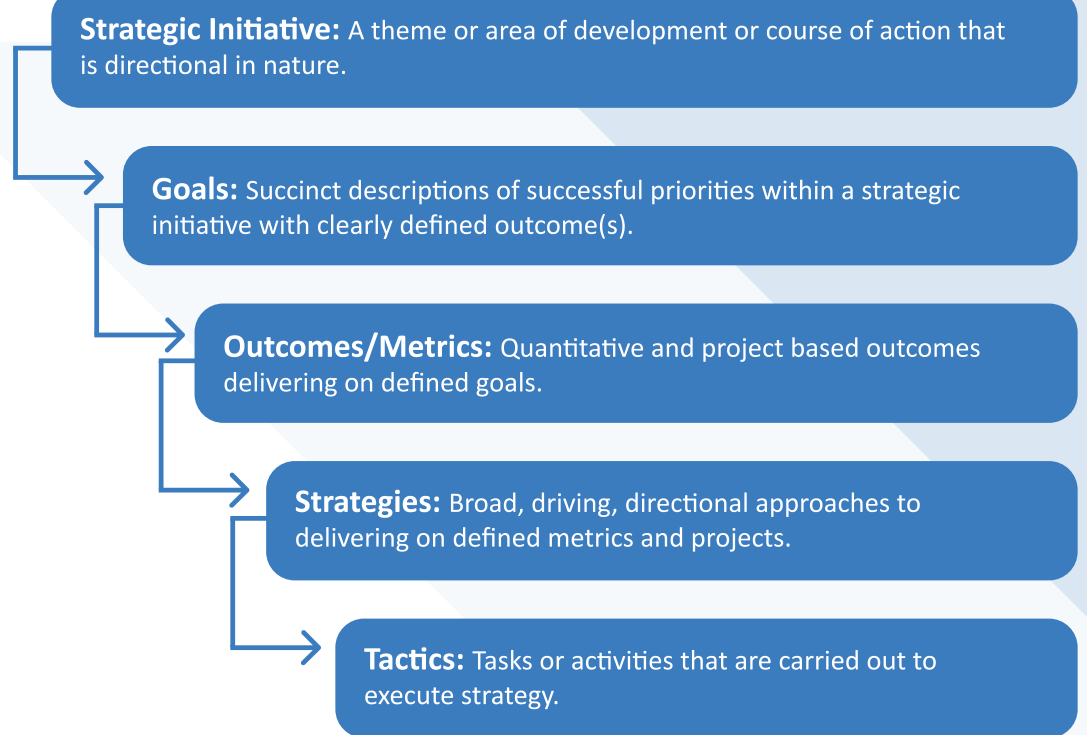 Strategic Initiative: A theme or area of development or course of action that
is directional in nature.
Goals: Succinct descriptions of successful priorities within a strategic
initiative with clearly defined outcome(s).
Outcomes/Metrics: Quantitative and project based outcomes
delivering on defined goals.
Strategies: Broad, driving, directional approaches to
delivering on defined metrics and projects.
Tactics: Tasks or activities that are carried out to
execute strategy.